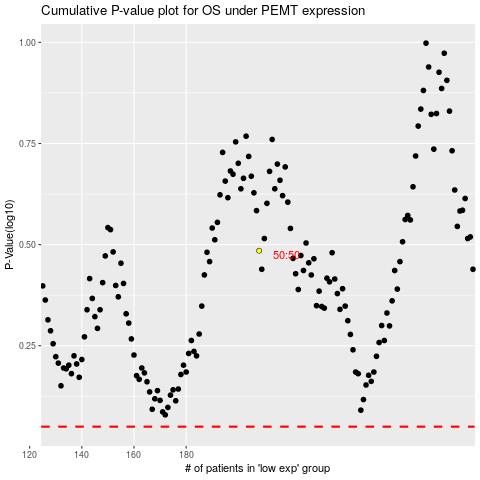 Cumulative P-value plot for OS under PEMT expression
P-Value(log10)
1.00
0.75
0.50
0.25
50:50
120 140 160 180
# of patients in 'low exp' group